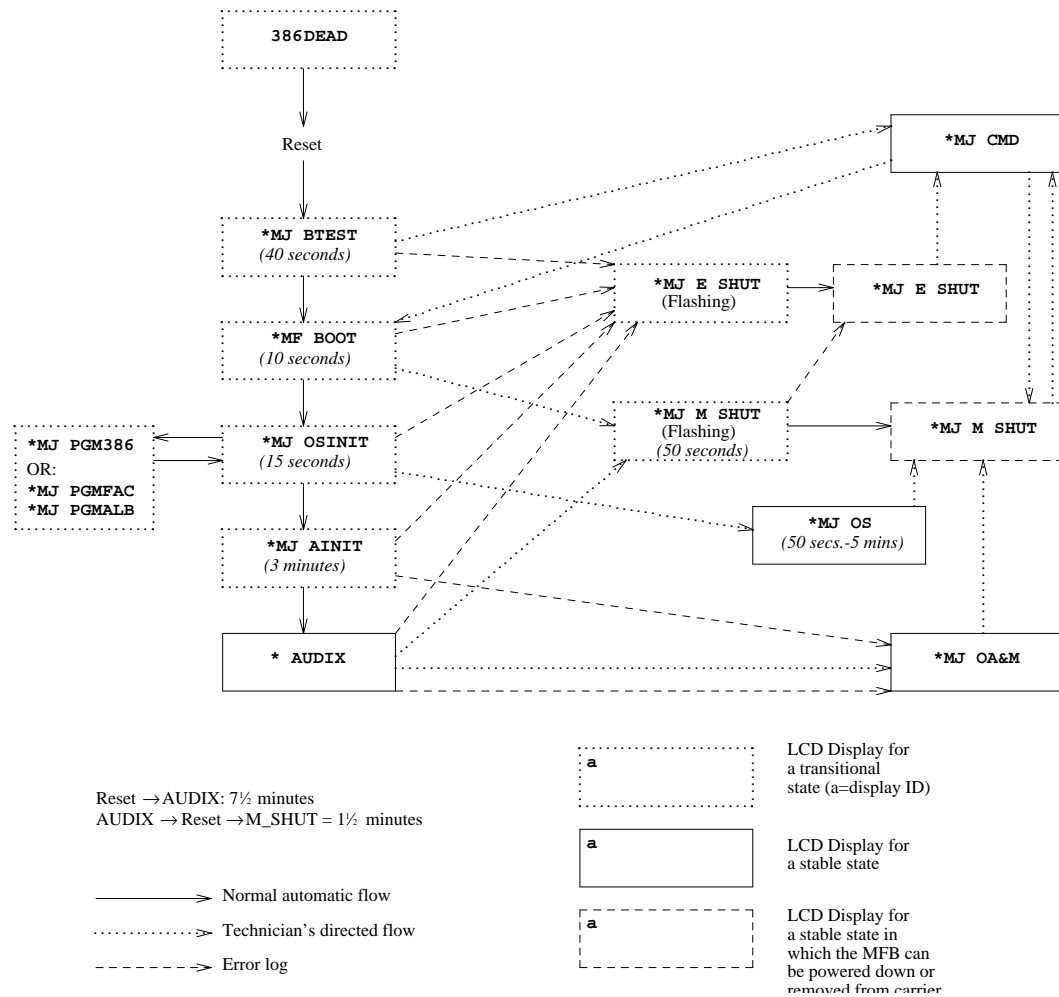 386DEAD
Reset
*MJ CMD
*MJ BTEST
(40 seconds)
*MJ E SHUT
(Flashing)
*MJ E SHUT
*MF BOOT
(10 seconds)
*MJ M SHUT
(Flashing)
(50 seconds)
*MJ M SHUT
*MJ PGM386
OR:
*MJ PGMFAC
*MJ PGMALB
*MJ OSINIT
(15 seconds)
*MJ OS
(50 secs.-5 mins)
*MJ AINIT
(3 minutes)
* AUDIX
*MJ OA&M
Reset →AUDIX: 7½ minutes
AUDIX →Reset →M_SHUT = 1½ minutes
Normal automatic flow
Technician's directed flow
Error log
a
LCD Display for
a transitional
state (a=display ID)
a
LCD Display for
a stable state
a
LCD Display for
a stable state in
which the MFB can
be powered down or
removed from carrier